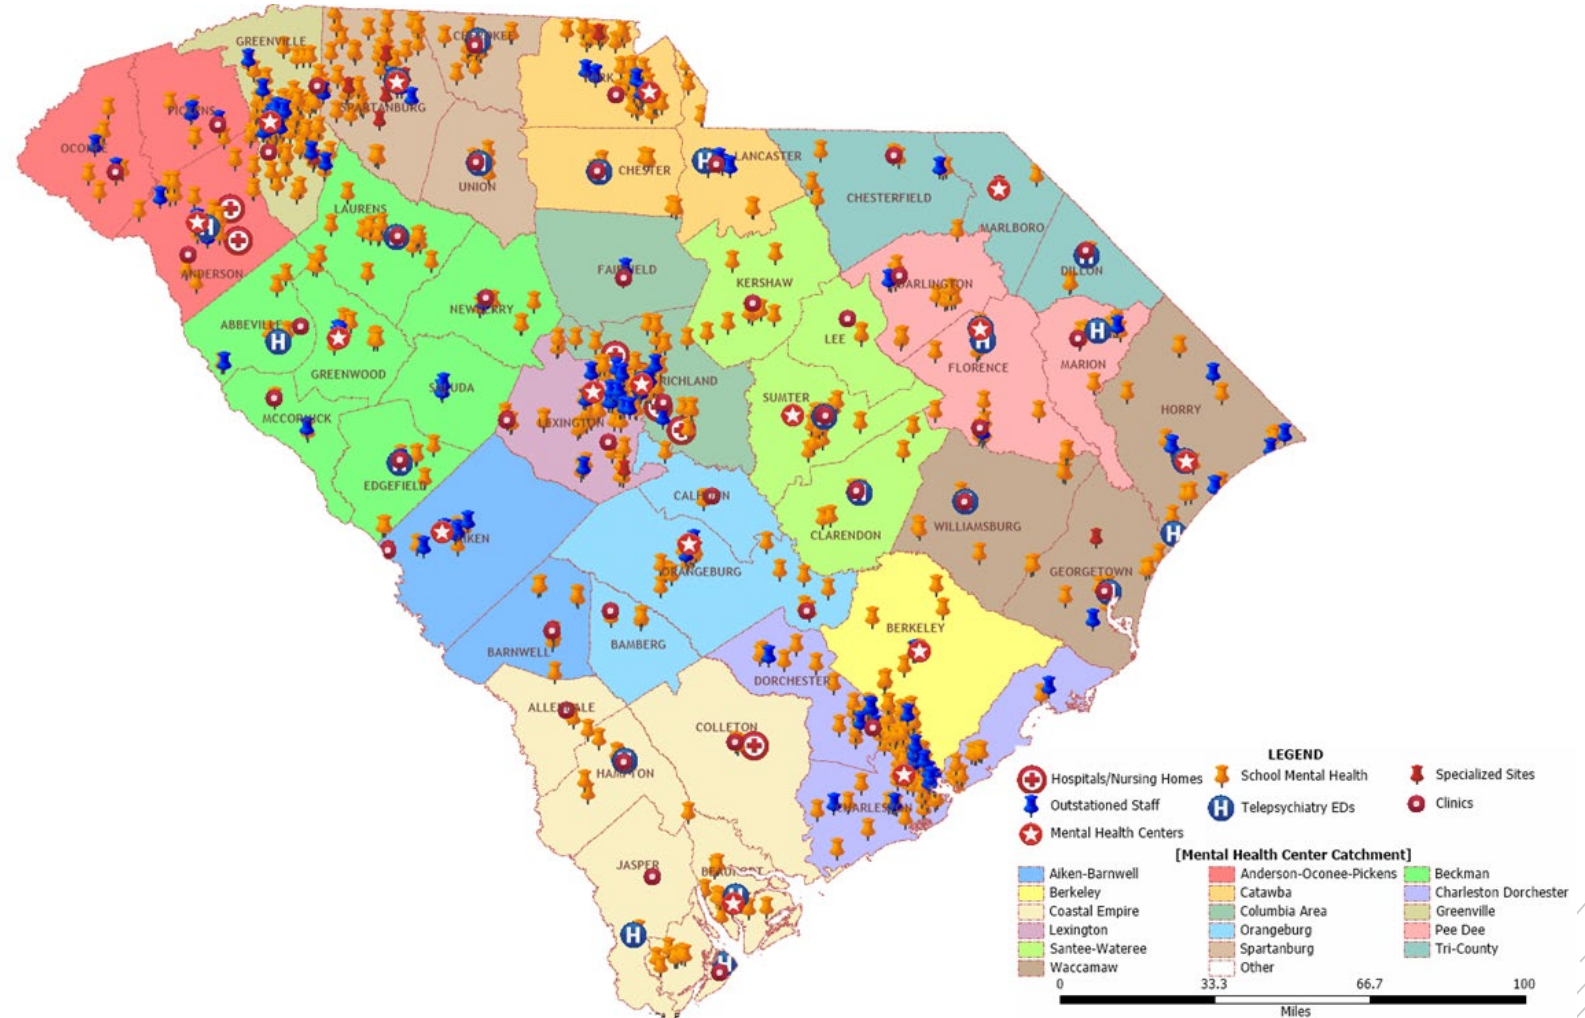 GREENVILLE
CHEROKEE
YORK
SPARTANBURG
PICKENS
OCONEE
UNION
CHESTER
LANCASTER
CHESTERFIELD
MARLBORO
LAURENS
ANDERSON
FAIRFIELD
DILLON
KERSHAW
DARLINGTON
NEWBERRY
ABBEVILLE
LEE
GREENWOOD
FLORENCE
MARION
SALUDA
RICHLAND
SUMTER
HORRY
MCCORMICK
LEXINGTON
EDGEFIELD
CALHOUN
AIKEN
CLARENDON
WILLIAMSBURG
ORANGEBURG
GEORGETOWN
BERKELEY
BAMBERG
BARNWELL
DORCHESTER
ALLENDALE
COLLETON
HAMPTON
CHARLESTON
JASPER
BEAUFORT
LEGEND
Hospitals/Nursing Homes
School Mental Health
Specialized Sites
Outstationed Staff
H Telepsychiatry EDs
Clinics
Mental Health Centers
[Mental Health Center Catchment]
Aiken-Barnwell
Anderson-Oconee-Pickens
Beckman
Berkeley
Catawba
Charleston Dorchester
Coastal Empire
Columbia Area
Greenville
Lexington
Orangeburg
Pee Dee
Santee-Wateree
Spartanburg
Tri-County
Waccamaw
Other
0 33.3 66.7 100
Miles